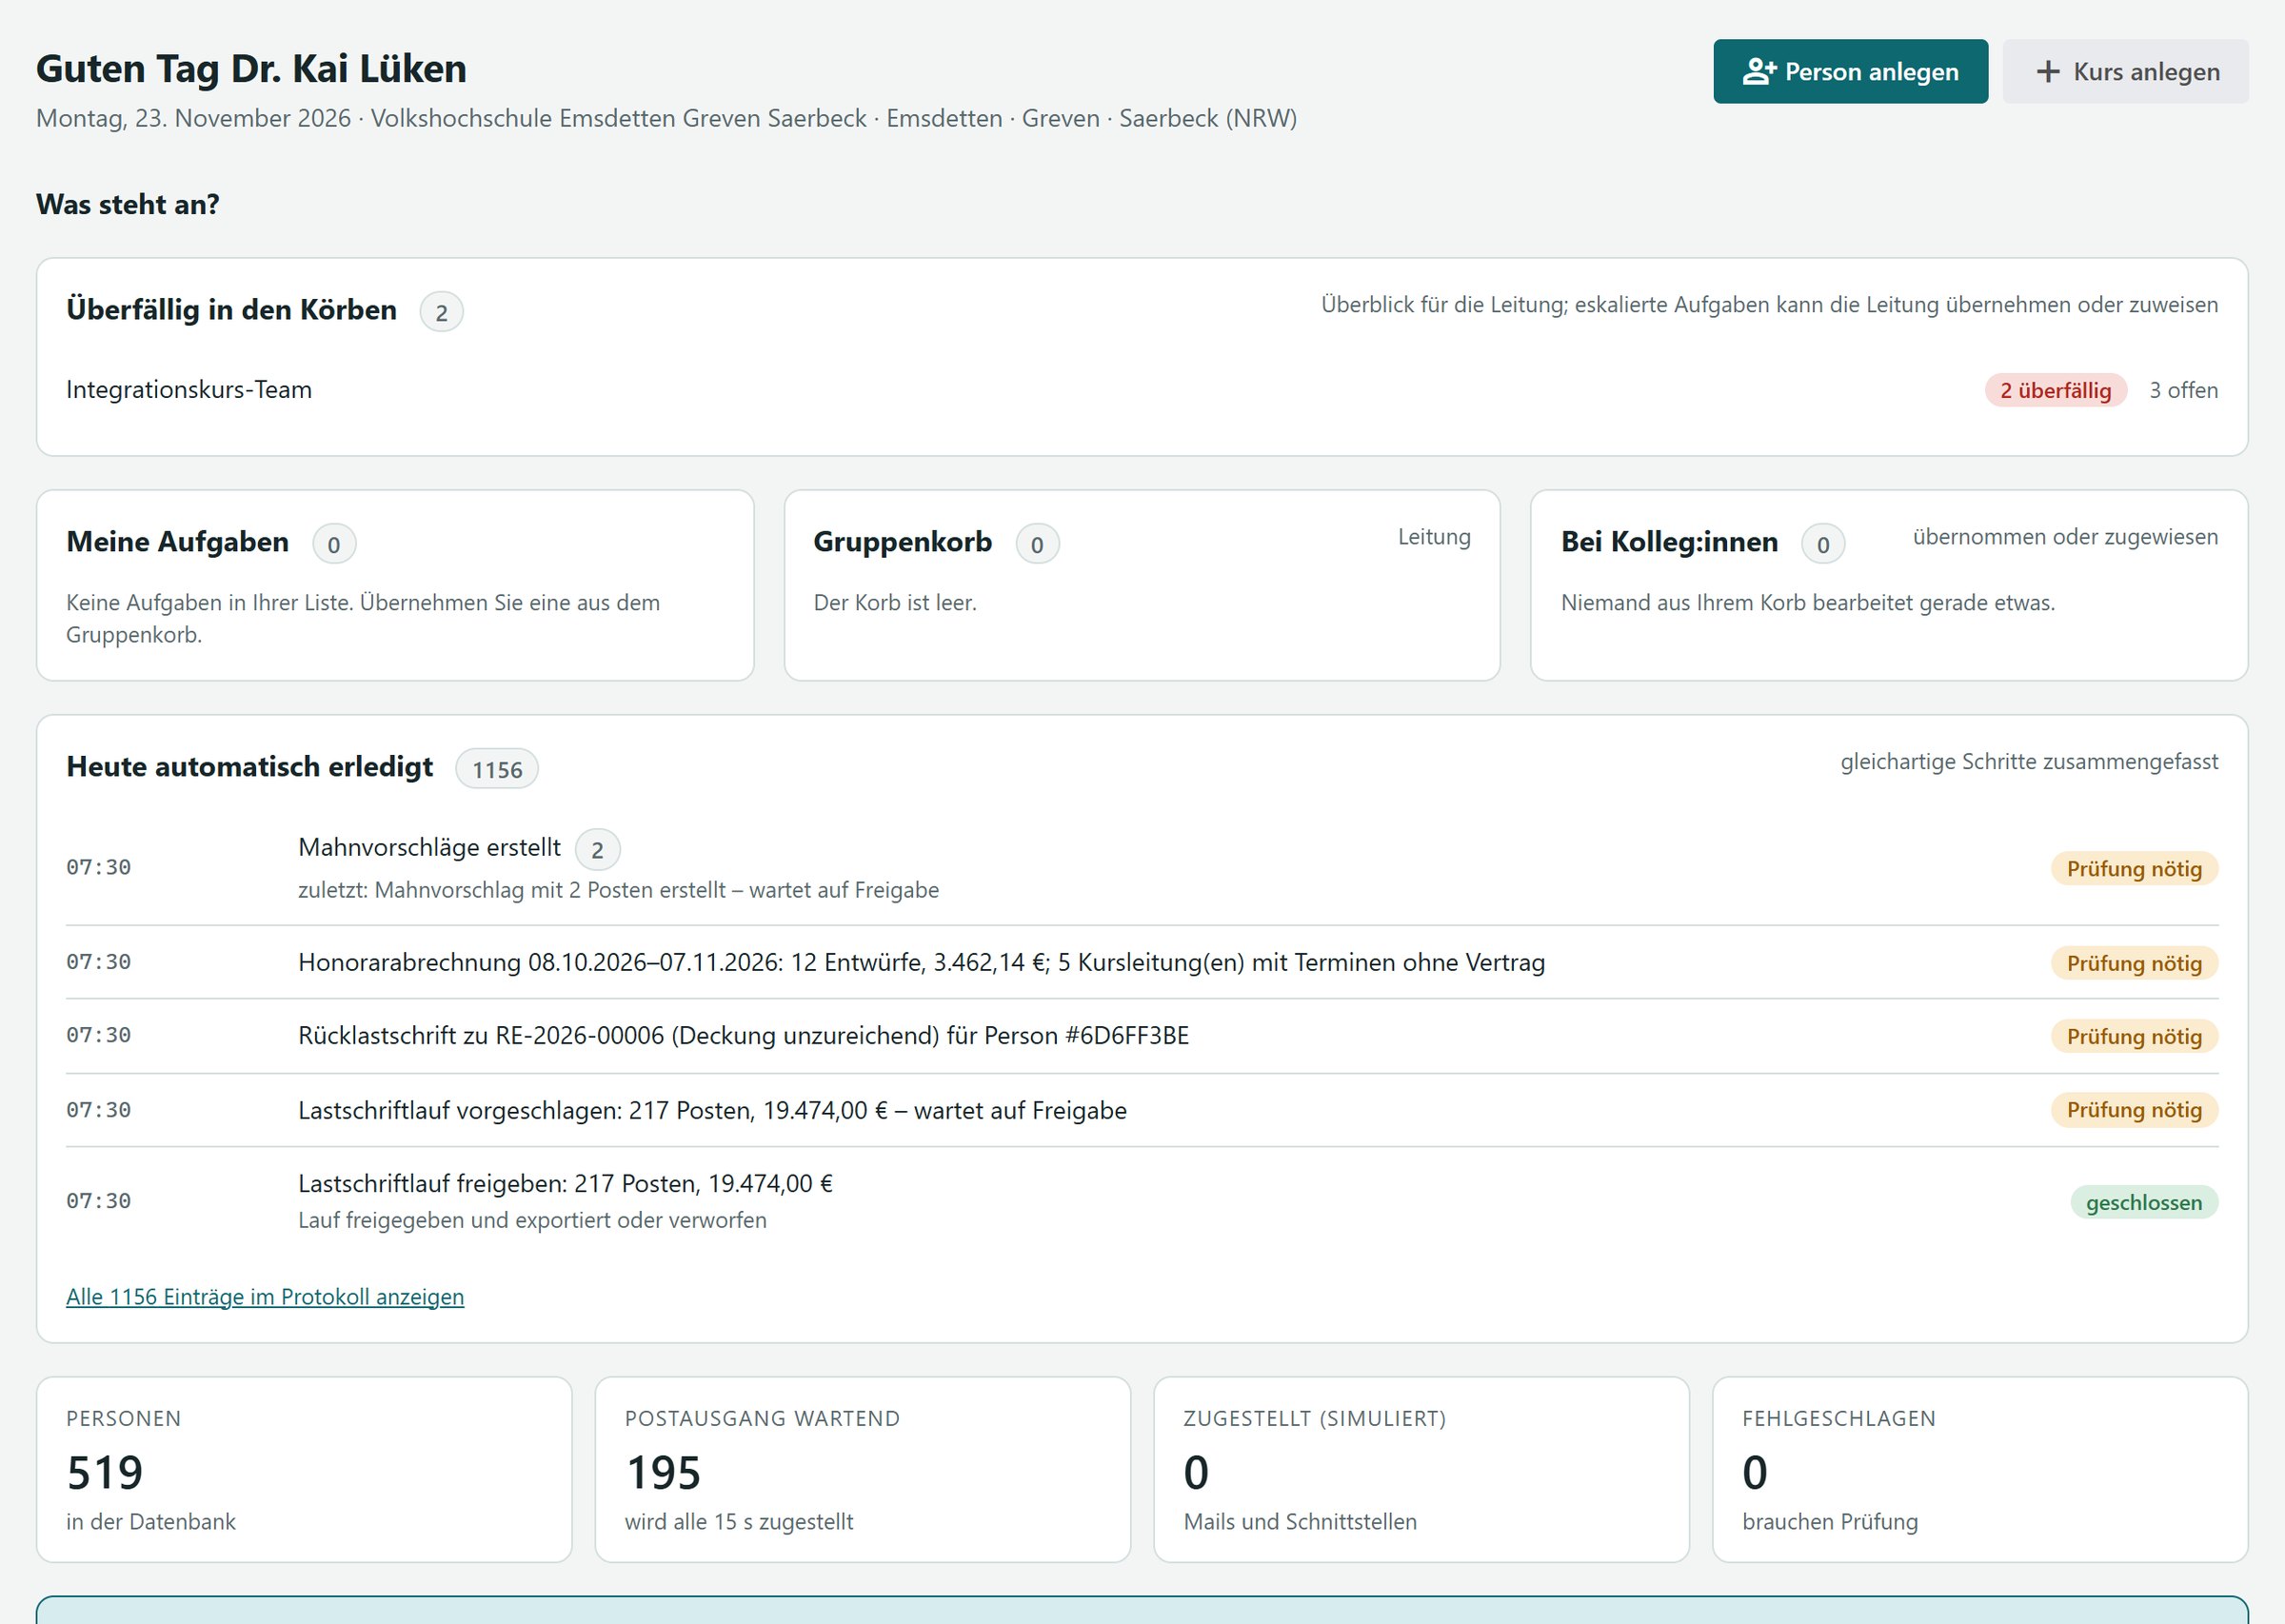 Guten Tag Dr. Kai Lüken
Person anlegen
Kurs anlegen
Montag, 23. November 2026 · Volkshochschule Emsdetten Greven Saerbeck · Emsdetten · Greven · Saerbeck (NRW)
Was steht an?
Überfällig in den Körben 2
Überblick für die Leitung; eskalierte Aufgaben kann die Leitung übernehmen oder zuweisen
Integrationskurs-Team
2 überfällig 3 offen
Meine Aufgaben 0
Keine Aufgaben in Ihrer Liste. Übernehmen Sie eine aus dem
Gruppenkorb.
Gruppenkorb 0
Leitung
Der Korb ist leer.
Bei Kolleg:innen 0
übernommen oder zugewiesen
Niemand aus Ihrem Korb bearbeitet gerade etwas.
Heute automatisch erledigt 1156
gleichartige Schritte zusammengefasst
07:30
Mahnvorschläge erstellt 2
zuletzt: Mahnvorschlag mit 2 Posten erstellt – wartet auf Freigabe
Prüfung nötig
07:30 Honorarabrechnung 08.10.2026–07.11.2026: 12 Entwürfe, 3.462,14 €; 5 Kursleitung(en) mit Terminen ohne Vertrag Prüfung nötig
07:30 Rücklastschrift zu RE-2026-00006 (Deckung unzureichend) für Person #6D6FF3BE Prüfung nötig
07:30 Lastschriftlauf vorgeschlagen: 217 Posten, 19.474,00 € – wartet auf Freigabe Prüfung nötig
07:30
Lastschriftlauf freigeben: 217 Posten, 19.474,00 €
Lauf freigegeben und exportiert oder verworfen
geschlossen
Alle 1156 Einträge im Protokoll anzeigen
PERSONEN
519
in der Datenbank
POSTAUSGANG WARTEND
195
wird alle 15 s zugestellt
ZUGESTELLT (SIMULIERT)
0
Mails und Schnittstellen
FEHLGESCHLAGEN
0
brauchen Prüfung